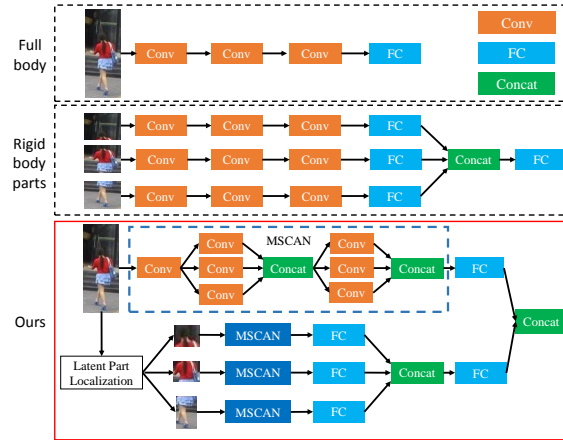 Full
body
Conv
Conv
Conv
FC
Conv
FC
Concat
Rigid
body
parts
Conv
Conv
Conv
FC
Conv
Conv
Conv
FC
Concat
FC
Conv
Conv
Conv
FC
Ours
MSCAN
Conv
Conv
Conv
Conv
Concat
Conv
Conv
Conv
Concat
FC
Concat
Latent Part
Localization
MSCAN
FC
MSCAN
FC
Concat
FC
MSCAN
FC